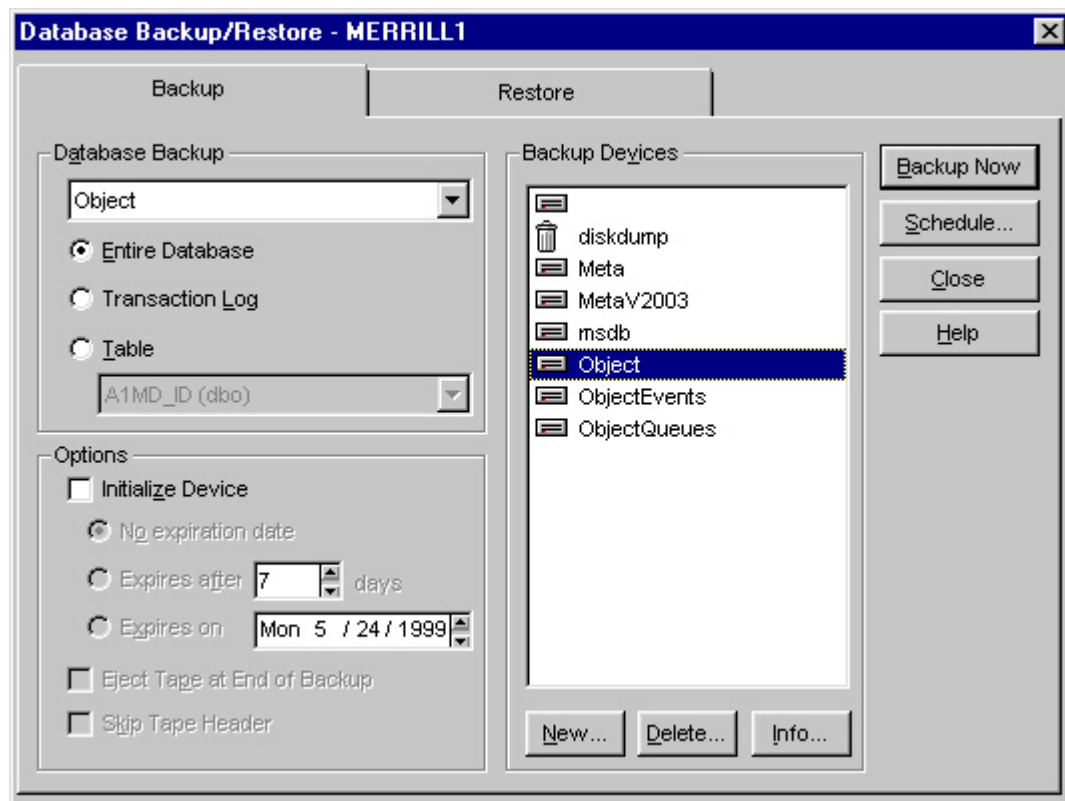 Database Backup/Restore - MERRILL1
Backup
Restore
Database Backup
Object
Entire Database
Transaction Log
Table
A1MD_ID (dbo)
Options
Initialize Device
No expiration date
Expires after 7 days
Expires on Mon 5 / 24 / 1999
Eject Tape at End of Backup
Skip Tape Header
Backup Devices
diskdump
Meta
MetaV2003
msdb
Object
ObjectEvents
ObjectQueues
New... Delete... Info...
Backup Now
Schedule...
Close
Help